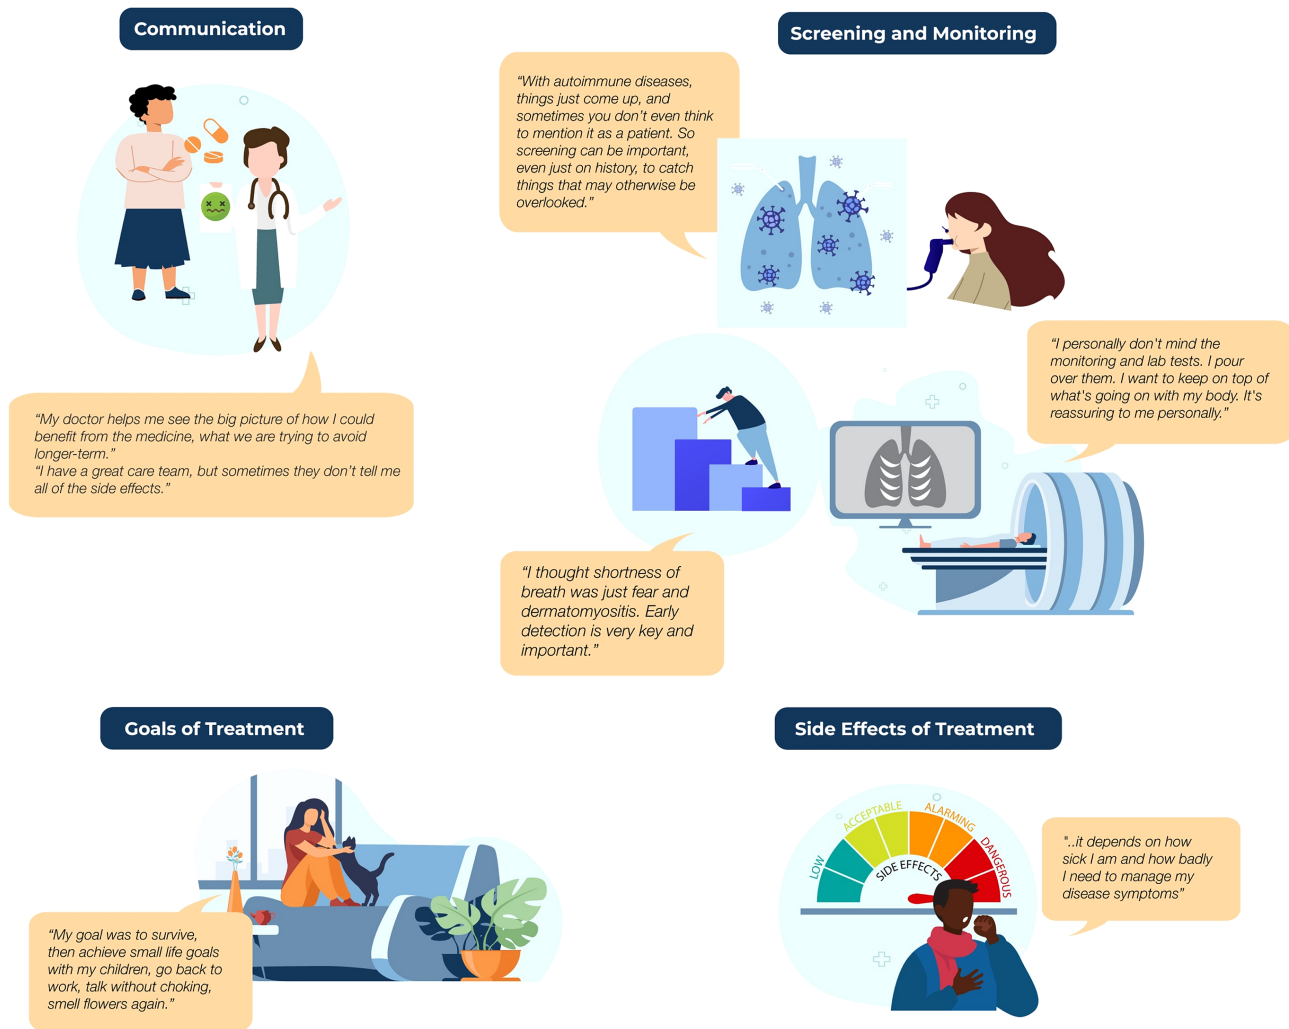 Communication
“My doctor helps me see the big picture of how I could
benefit from the medicine, what we are trying to avoid
longer-term.”
“I have a great care team, but sometimes they don’t tell me
all of the side effects.”
Screening and Monitoring
“With autoimmune diseases,
things just come up, and
sometimes you don’t even think
to mention it as a patient. So
screening can be important,
even just on history, to catch
things that may otherwise be
overlooked.”
“I personally don't mind the
monitoring and lab tests. I pour
over them. I want to keep on top of
what's going on with my body. It's
reassuring to me personally.”
“I thought shortness of
breath was just fear and
dermatomyositis. Early
detection is very key and
important.”
Goals of Treatment
“My goal was to survive,
then achieve small life goals
with my children, go back to
work, talk without choking,
smell flowers again.”
Side Effects of Treatment
LOW
ACCEPTABLE
ALARMING
DANGEROUS
SIDE EFFECTS
"..it depends on how
sick I am and how badly
I need to manage my
disease symptoms”